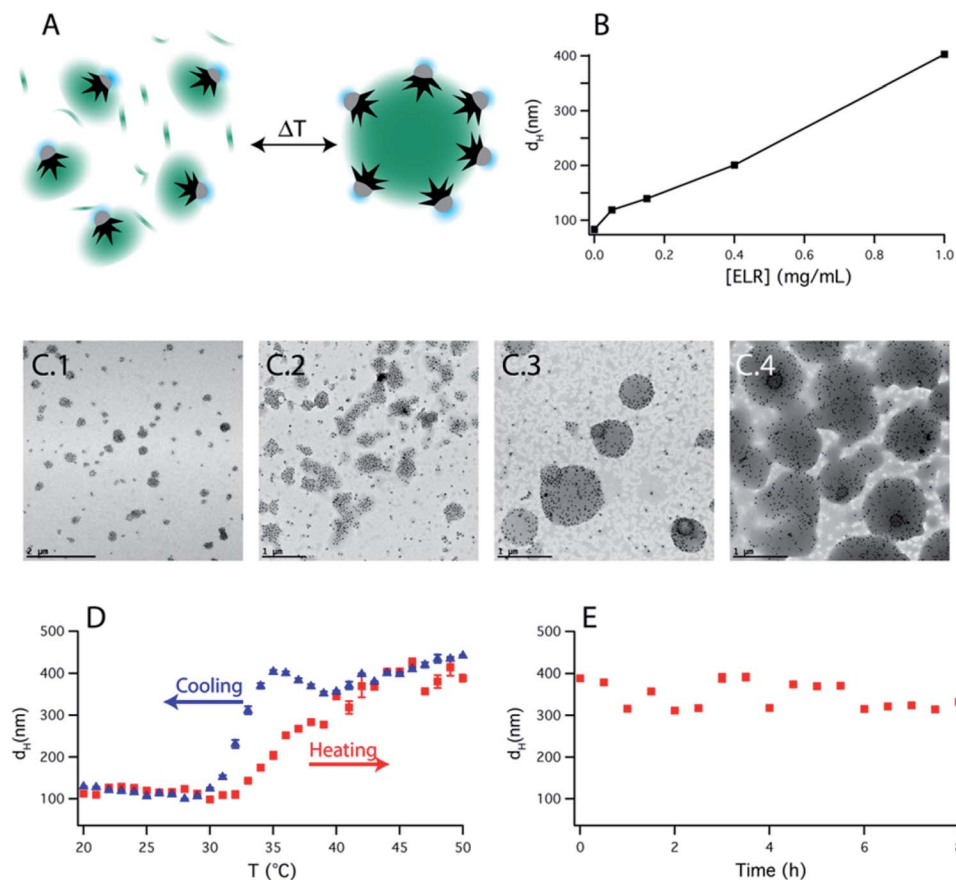 A
ΔT
B
400
300
200
100
d_H(nm)
0.0 0.2 0.4 0.6 0.8 1.0
[ELR] (mg/mL)
C.1
2 μm
C.2
1 μm
C.3
1 μm
C.4
1 μm
D
500
400
300
200
100
d_H(nm)
Cooling
Heating
20 25 30 35 40 45 50
T (°C)
E
500
400
300
200
100
d_H(nm)
0 2 4 6 8
Time (h)